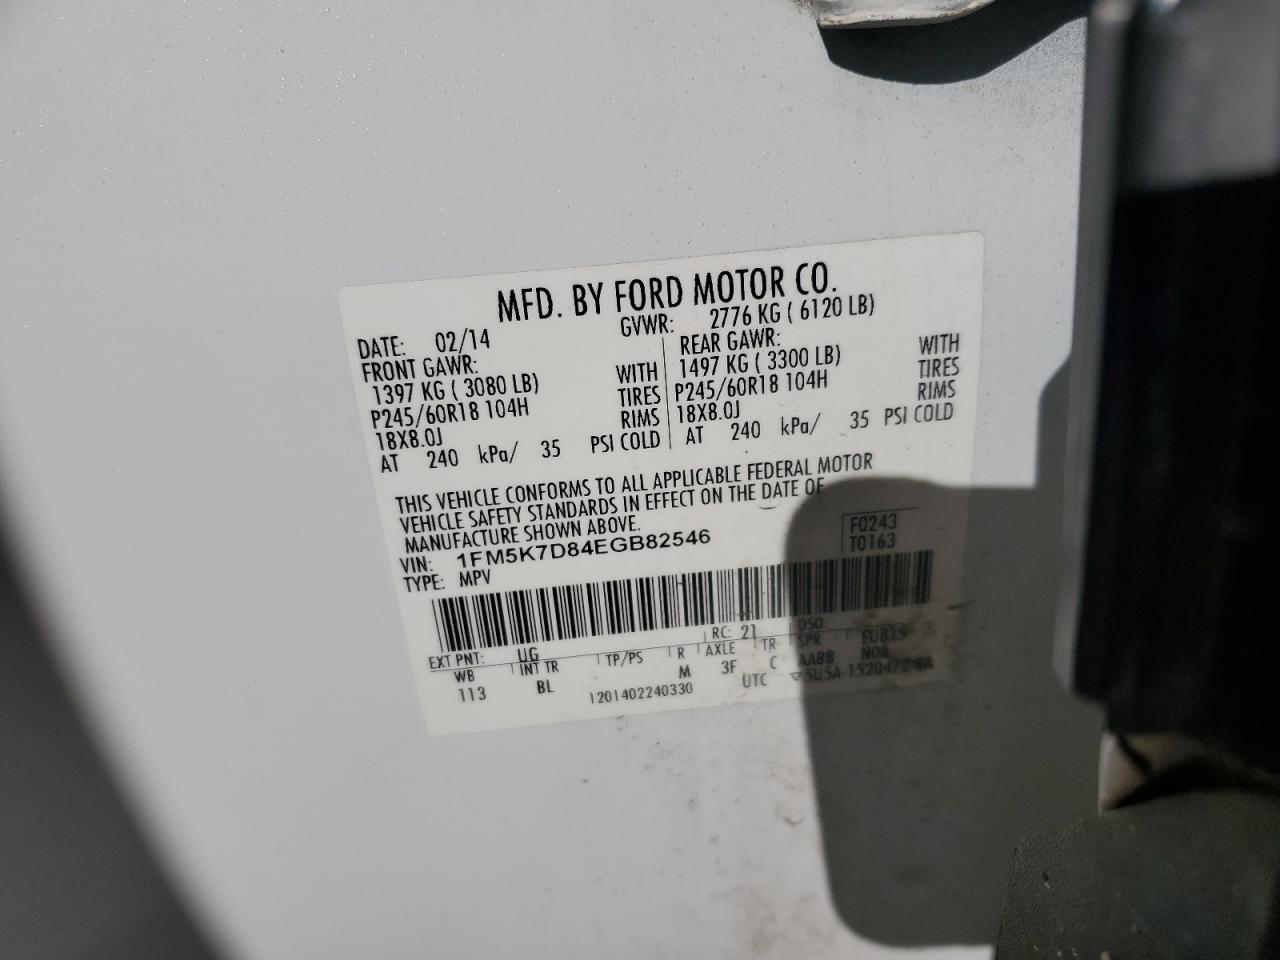 MFD. BY FORD MOTOR CO.
DATE: 02/14 GVWR: 2776 KG ( 6120 LB)
FRONT GAWR: REAR GAWR:
1397 KG ( 3080 LB) WITH 1497 KG ( 3300 LB) WITH
P245/60R18 104H TIRES P245/60R18 104H TIRES
18X8.0J RIMS 18X8.0J RIMS
AT 240 kPa/ 35 PSI COLD AT 240 kPa/ 35 PSI COLD
THIS VEHICLE CONFORMS TO ALL APPLICABLE FEDERAL MOTOR
VEHICLE SAFETY STANDARDS IN EFFECT ON THE DATE OF
MANUFACTURE SHOWN ABOVE.
F0243
VIN: 1FM5K7D84EGB82546
T0163
TYPE: MPV
RC: 21 DSO:
EXT PNT: UG
WB INT TR TP/PS R AXLE TR SPR
113 BL M 3F C AABB NOA
1201402240330 UTC